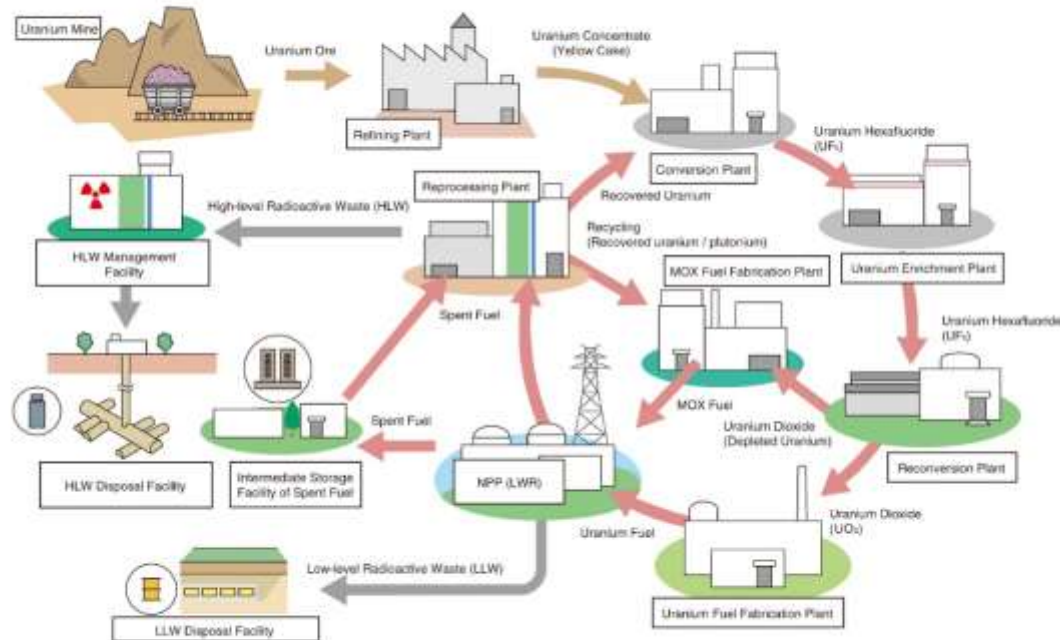 Uranium Mine
Uranium Ore
Uranium Concentrate
(Yellow Cake)
Refining Plant
Uranium Hexafluoride
(UF₆)
Conversion Plant
Reprocessing Plant
Recovered Uranium
High-level Radioactive Waste (HLW)
Recycling
(Recovered uranium / plutonium)
HLW Management
Facility
MOX Fuel Fabrication Plant
Uranium Enrichment Plant
Spent Fuel
Uranium Hexafluoride
(UF₆)
MOX Fuel
Spent Fuel
Uranium Dioxide
(Depleted Uranium)
Reconversion Plant
HLW Disposal Facility
Intermediate Storage
Facility of Spent Fuel
NPP (LWR)
Uranium Dioxide
(UO₂)
Uranium Fuel
Low-level Radioactive Waste (LLW)
Uranium Fuel Fabrication Plant
LLW Disposal Facility